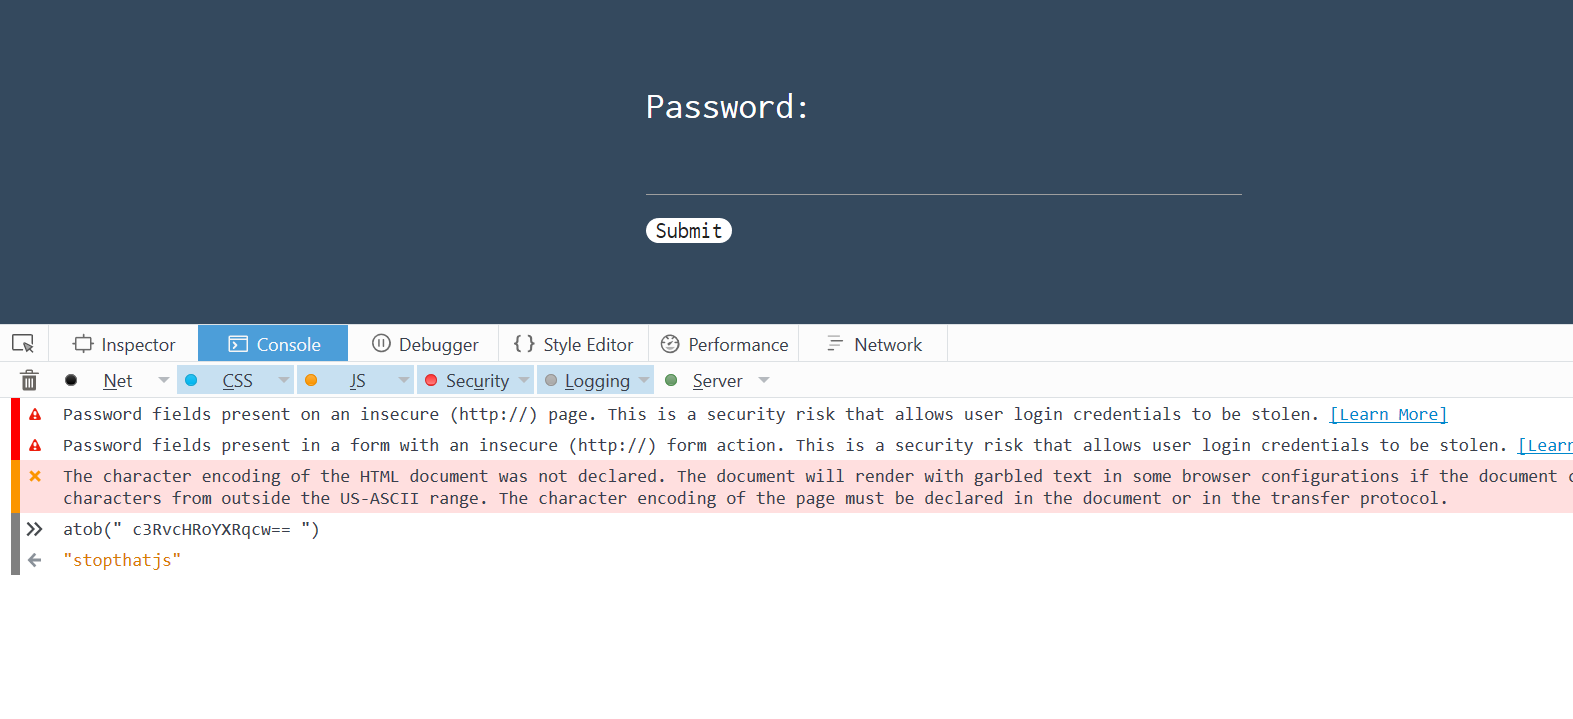 Password:
Submit
Inspector Console Debugger { } Style Editor Performance Network
Net CSS JS Security Logging Server
Password fields present on an insecure (http://) page. This is a security risk that allows user login credentials to be stolen. [Learn More]
Password fields present in a form with an insecure (http://) form action. This is a security risk that allows user login credentials to be stolen. [Learn
The character encoding of the HTML document was not declared. The document will render with garbled text in some browser configurations if the document
characters from outside the US-ASCII range. The character encoding of the page must be declared in the document or in the transfer protocol.
atob(" c3RvcHRoYXRqcw== ")
"stopthatjs"